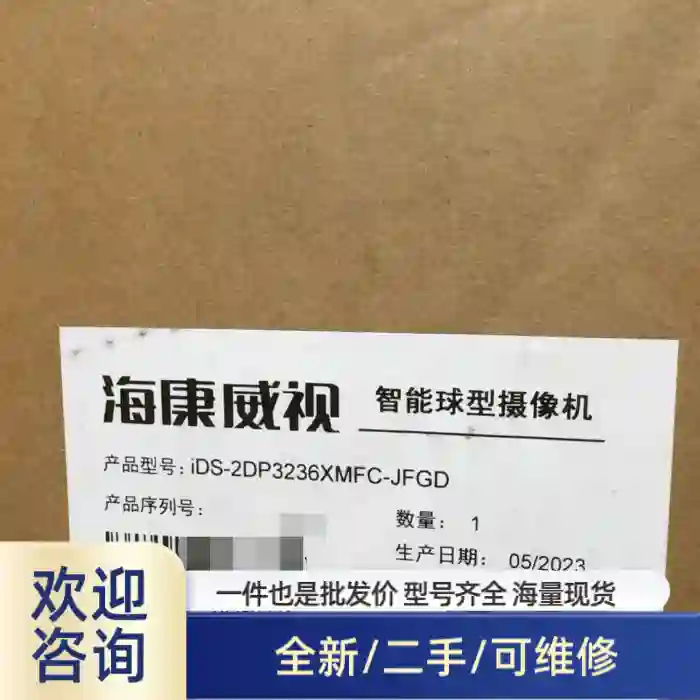 海康威视 智能球型摄像机
产品型号: iDS-2DP3236XMFC-JFGD
产品序列号:
数量: 1
生产日期: 05/2023
欢迎
咨询
一件也是批发价 型号齐全 海量现货
全新/二手/可维修